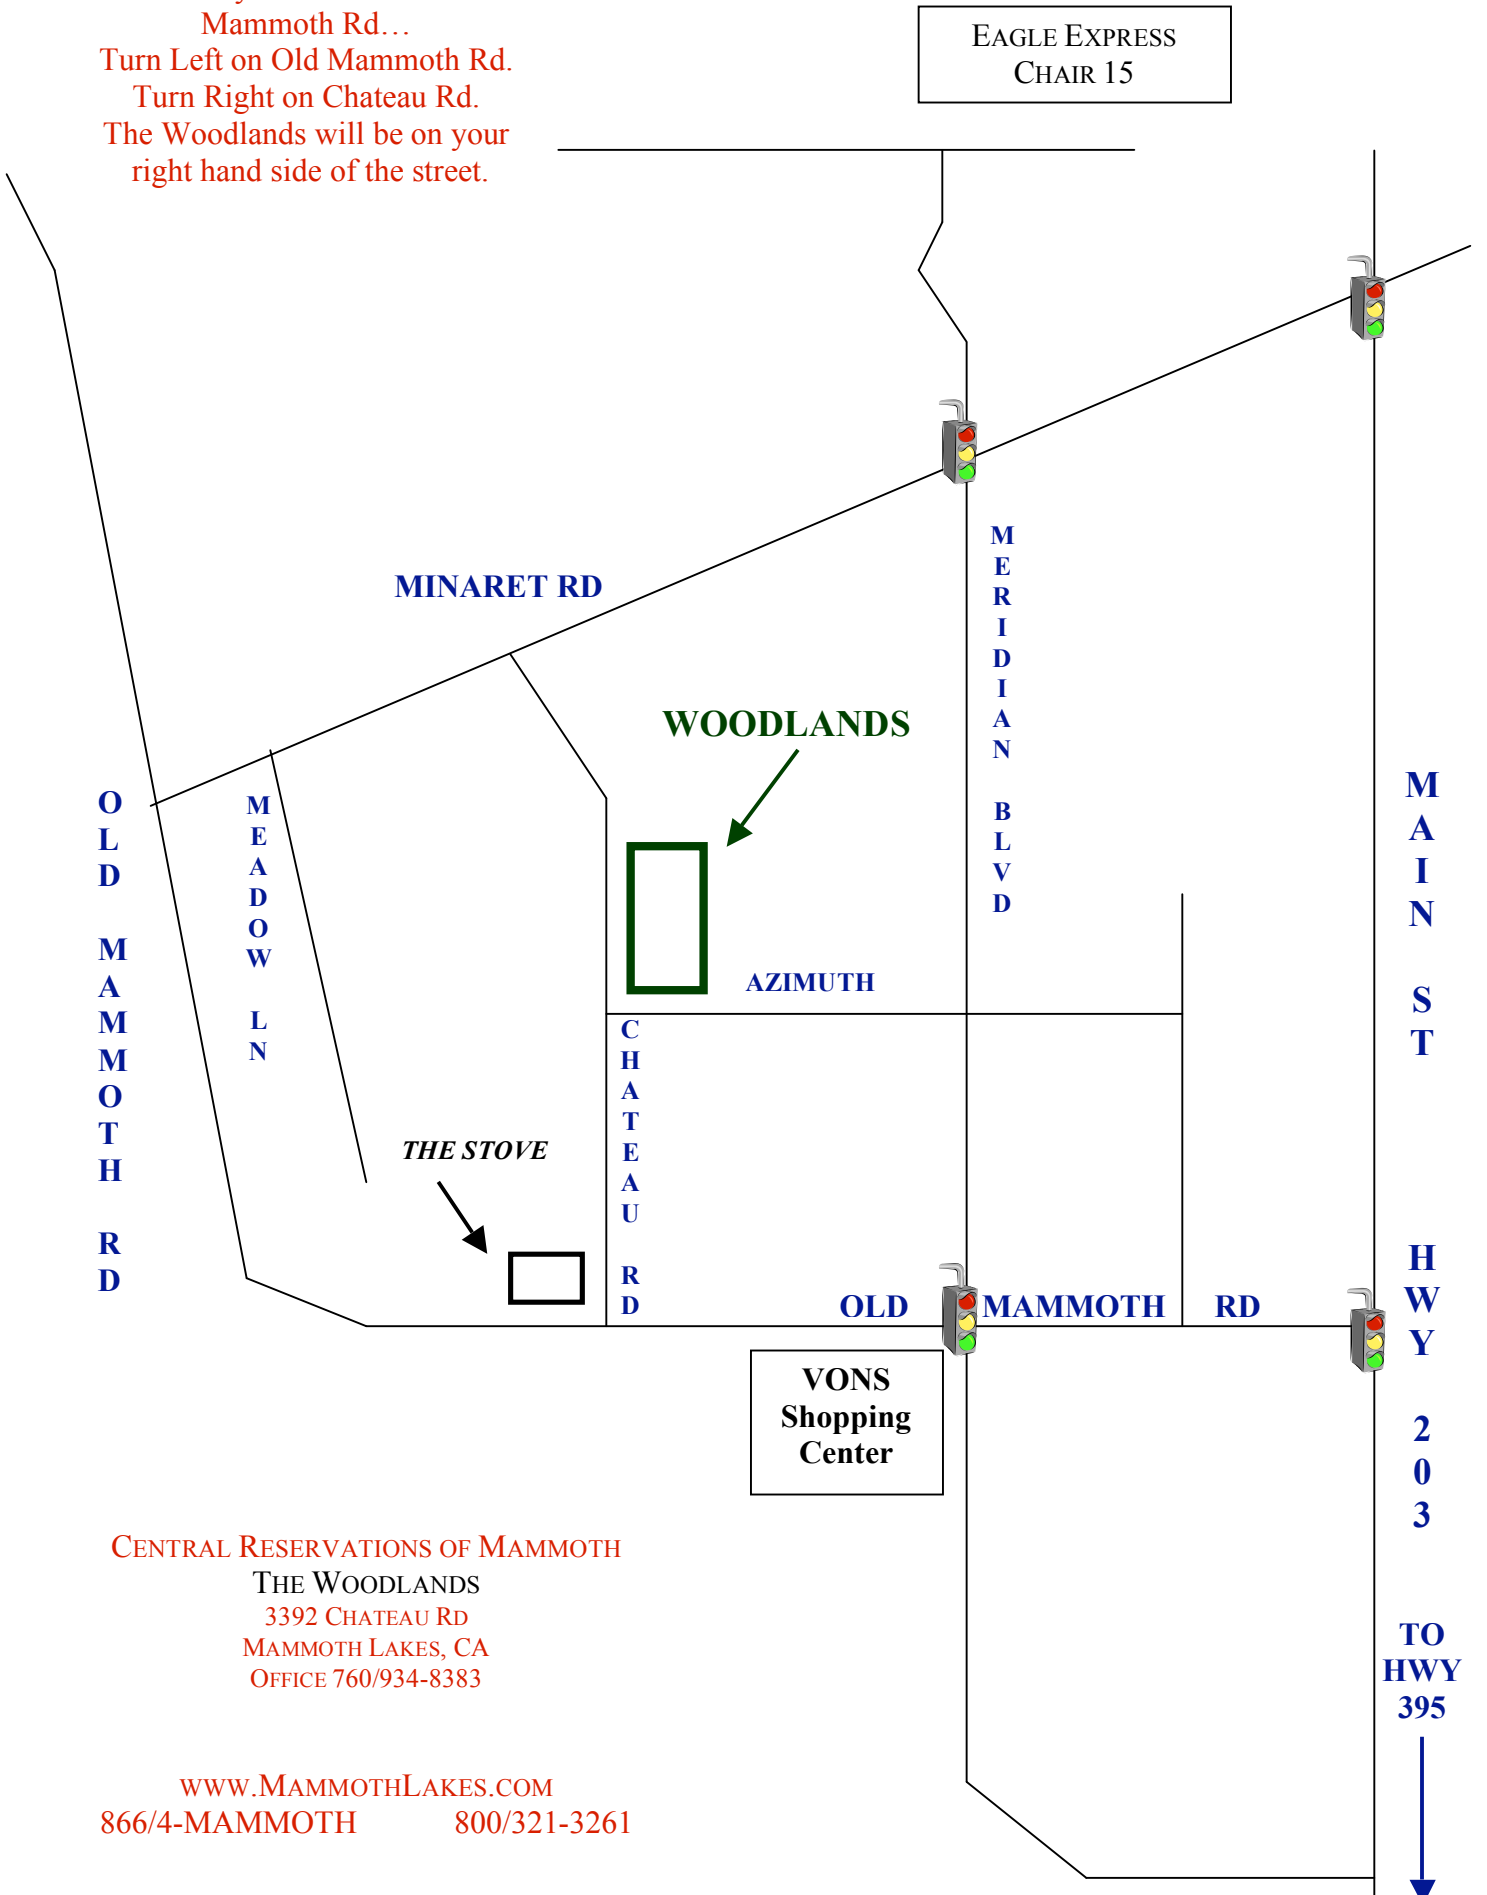 Mammoth Rd…
Turn Left on Old Mammoth Rd.
Turn Right on Chateau Rd.
The Woodlands will be on your
right hand side of the street.
EAGLE EXPRESS
CHAIR 15
MINARET RD
MERIDIAN BLVD
WOODLANDS
OLD MAMMOTH RD
MEADOW LN
MAIN ST HWY 203
AZIMUTH
CHATEAU RD
THE STOVE
OLD MAMMOTH RD
VONS
Shopping
Center
CENTRAL RESERVATIONS OF MAMMOTH
THE WOODLANDS
3392 CHATEAU RD
MAMMOTH LAKES, CA
OFFICE 760/934-8383
TO
HWY
395
WWW.MAMMOTHLAKES.COM
866/4-MAMMOTH 800/321-3261